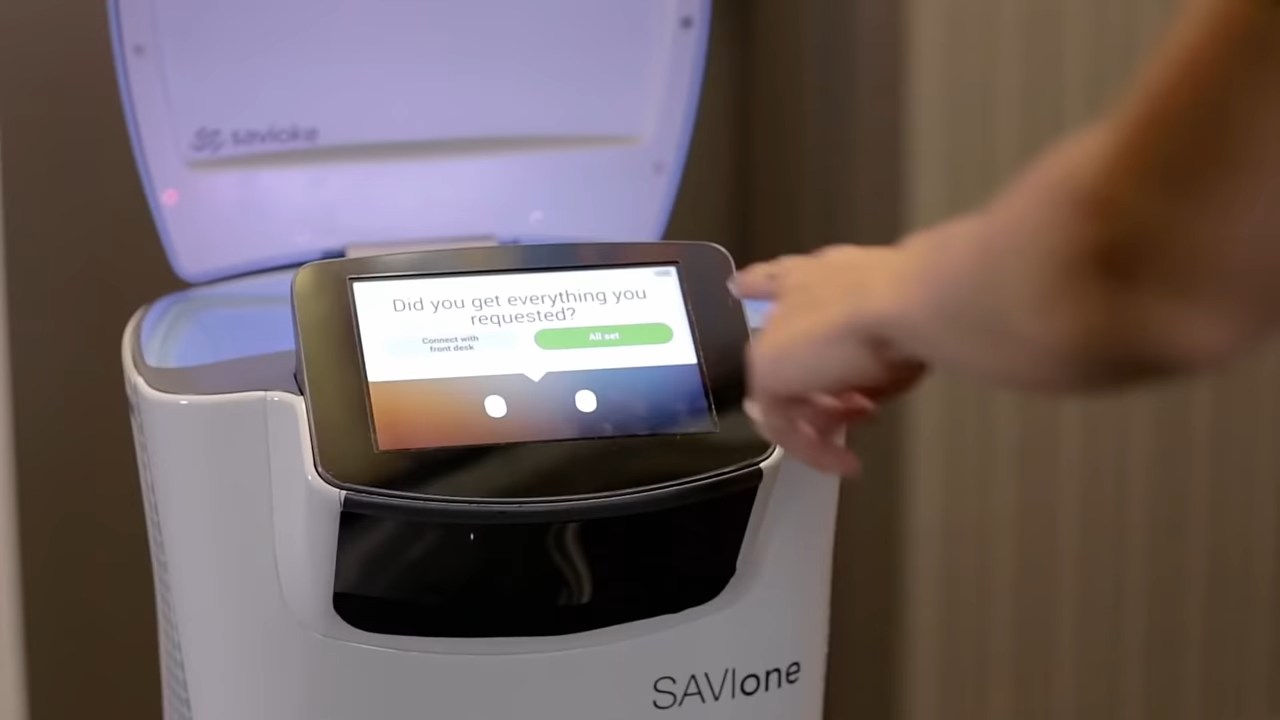 savioke
Did you get everything you
requested?
Connect with
front desk
All set
SAVIone